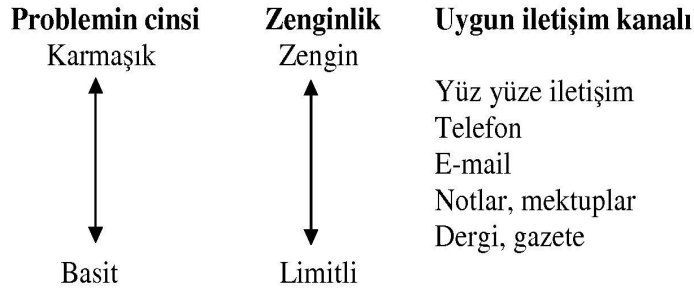 Problemin cinsi Zenginlik Uygun iletişim kanalı
Karmaşık Zengin
Yüz yüze iletişim
Telefon
E-mail
Notlar, mektuplar
Dergi, gazete
Basit Limitli